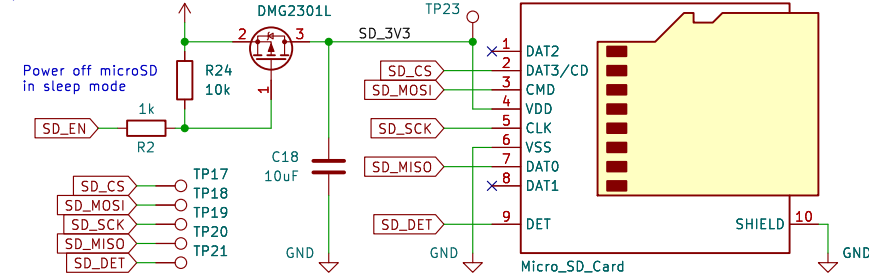 DMG2301L
TP23
2
3
SD_3V3
Power off microSD
in sleep mode
R24
10k
1
1k
SD_EN
R2
C18
10uF
GND
SD_CS
TP17
SD_MOSI
TP18
SD_SCK
TP19
SD_MISO
TP20
SD_DET
TP21
1
DAT2
SD_CS
2
DAT3/CD
SD_MOSI
3
CMD
4
VDD
SD_SCK
5
CLK
6
VSS
SD_MISO
7
DAT0
8
DAT1
SD_DET
9
DET
SHIELD
10
GND
GND
Micro_SD_Card